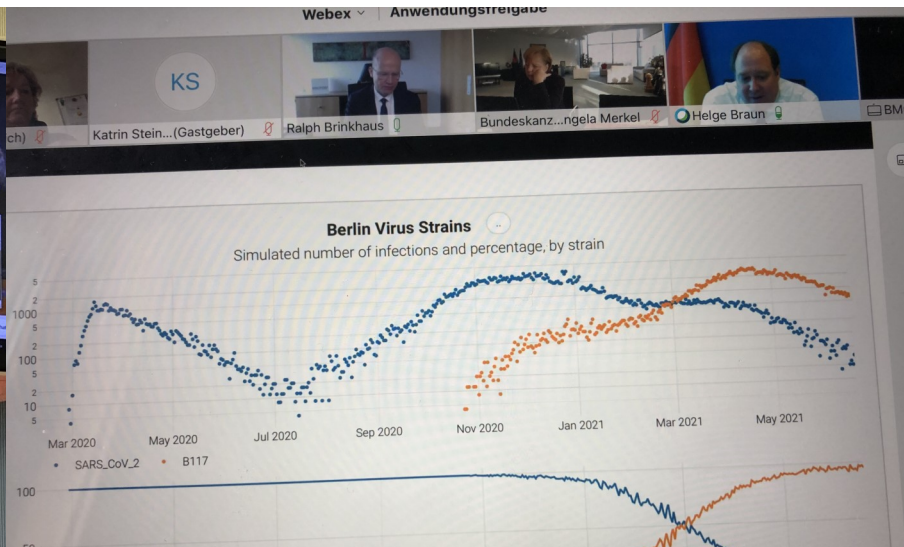 Webex Anwendungsfreigabe
ch)
KS
Katrin Stein...(Gastgeber)
Ralph Brinkhaus
Bundeskanz...ngela Merkel
Helge Braun
BM
Berlin Virus Strains ..
Simulated number of infections and percentage, by strain
5
2
1000
5
2
100
5
2
10
5
Mar 2020 May 2020 Jul 2020 Sep 2020 Nov 2020 Jan 2021 Mar 2021 May 2021
SARS_CoV_2 B117
100
50